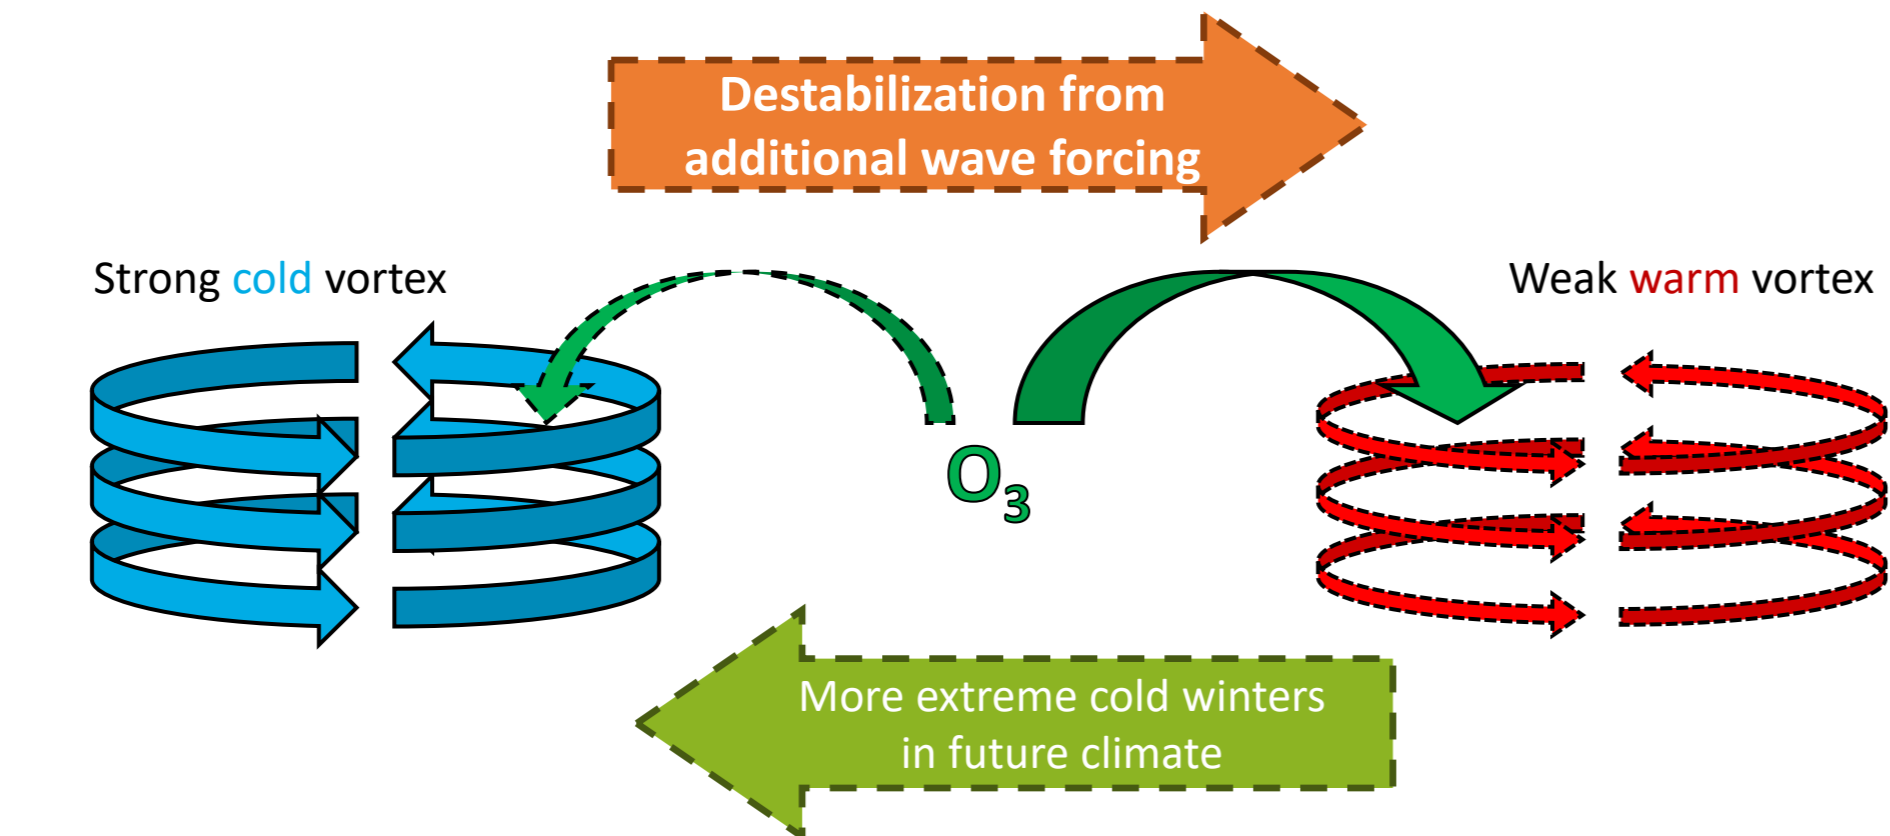 Destabilization from
additional wave forcing
Strong cold vortex
Weak warm vortex
O₃
More extreme cold winters
in future climate